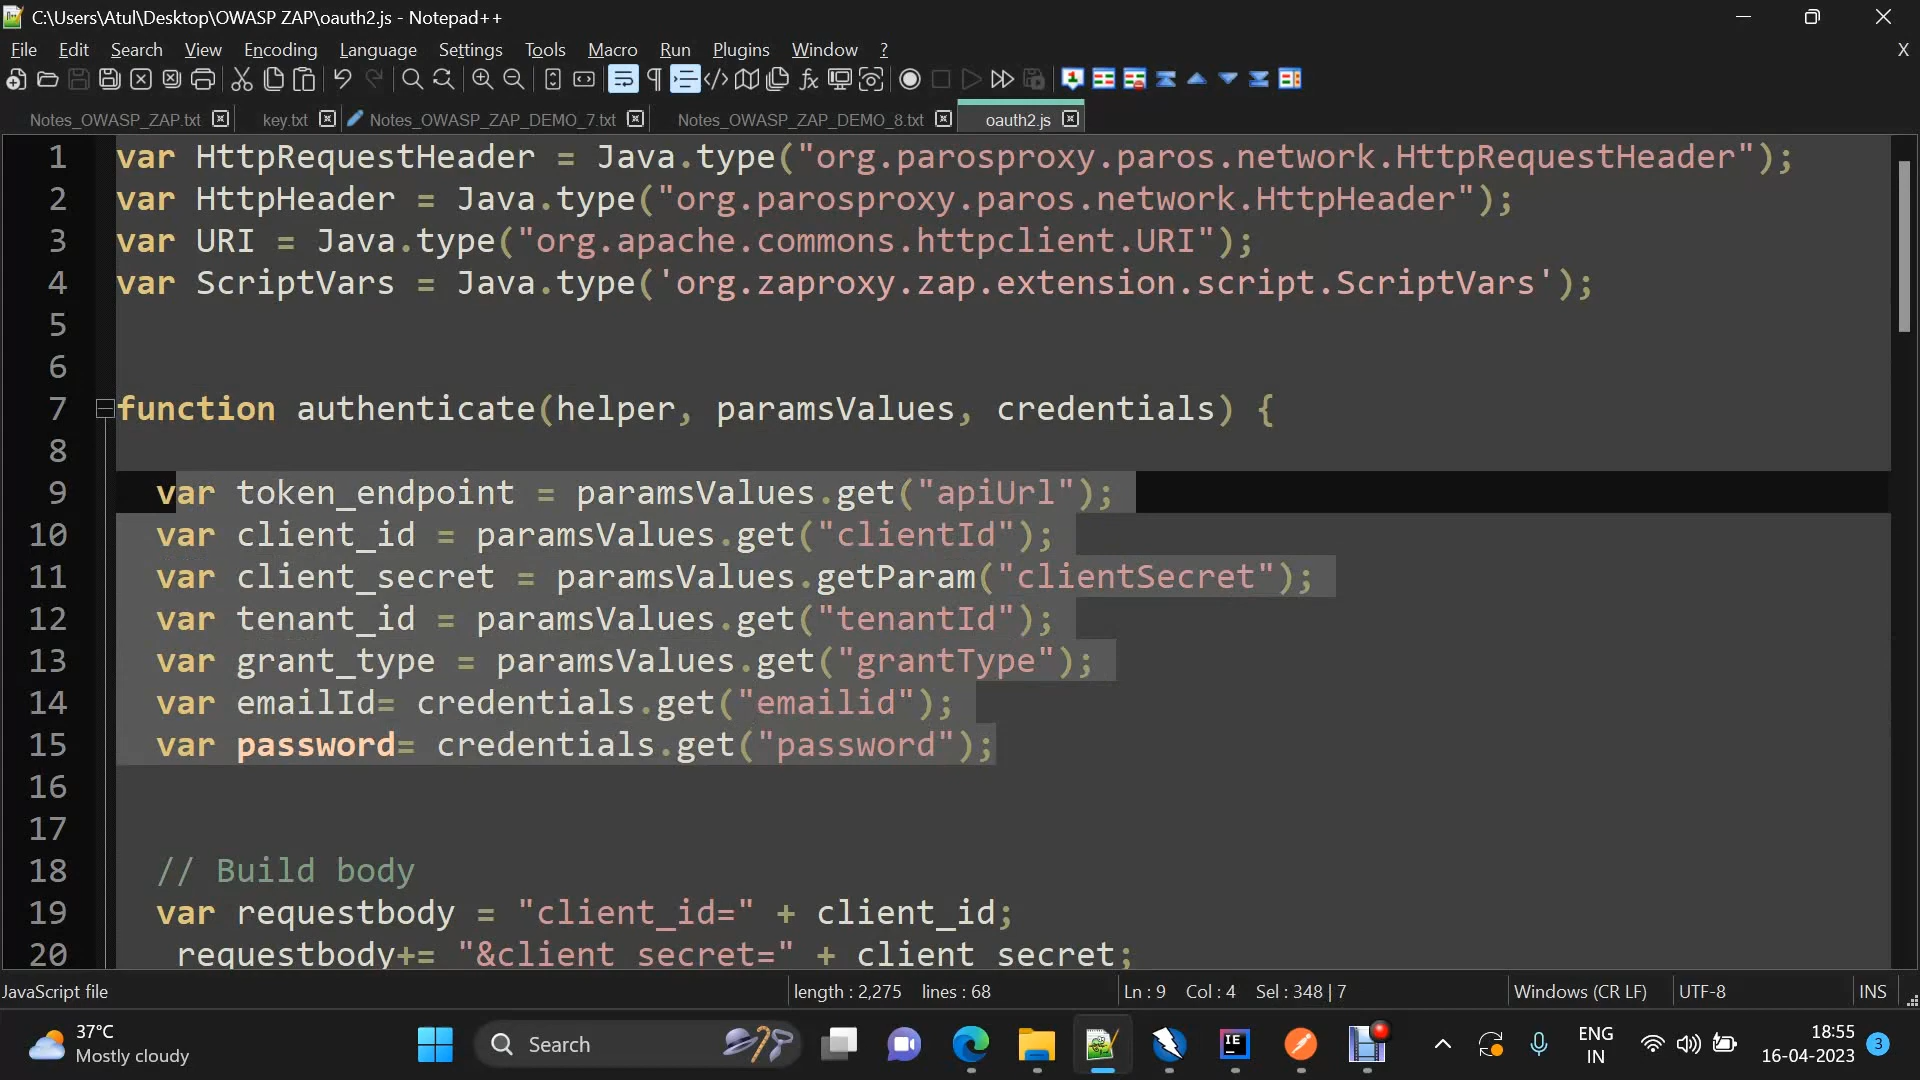 C:\Users\Atul\Desktop\OWASP ZAP\oauth2.js - Notepad++
File Edit Search View Encoding Language Settings Tools Macro Run Plugins Window ? X
Notes_OWASP_ZAP.txt key.txt Notes_OWASP_ZAP_DEMO_7.txt Notes_OWASP_ZAP_DEMO_8.txt oauth2.js
1 var HttpRequestHeader = Java.type("org.parosproxy.paros.network.HttpRequestHeader");
2 var HttpHeader = Java.type("org.parosproxy.paros.network.HttpHeader");
3 var URI = Java.type("org.apache.commons.httpclient.URI");
4 var ScriptVars = Java.type('org.zaproxy.zap.extension.script.ScriptVars');
5
6
7 function authenticate(helper, paramsValues, credentials) {
8
9 var token_endpoint = paramsValues.get("apiUrl");
10 var client_id = paramsValues.get("clientId");
11 var client_secret = paramsValues.getParam("clientSecret");
12 var tenant_id = paramsValues.get("tenantId");
13 var grant_type = paramsValues.get("grantType");
14 var emailId= credentials.get("emailid");
15 var password= credentials.get("password");
16
17
18 // Build body
19 var requestbody = "client_id=" + client_id;
20 requestbody+= "&client_secret=" + client_secret;
JavaScript file length : 2,275 lines : 68 Ln : 9 Col : 4 Sel : 348 | 7 Windows (CR LF) UTF-8 INS
37°C
Mostly cloudy
Search
ENG
IN
18:55
16-04-2023
3